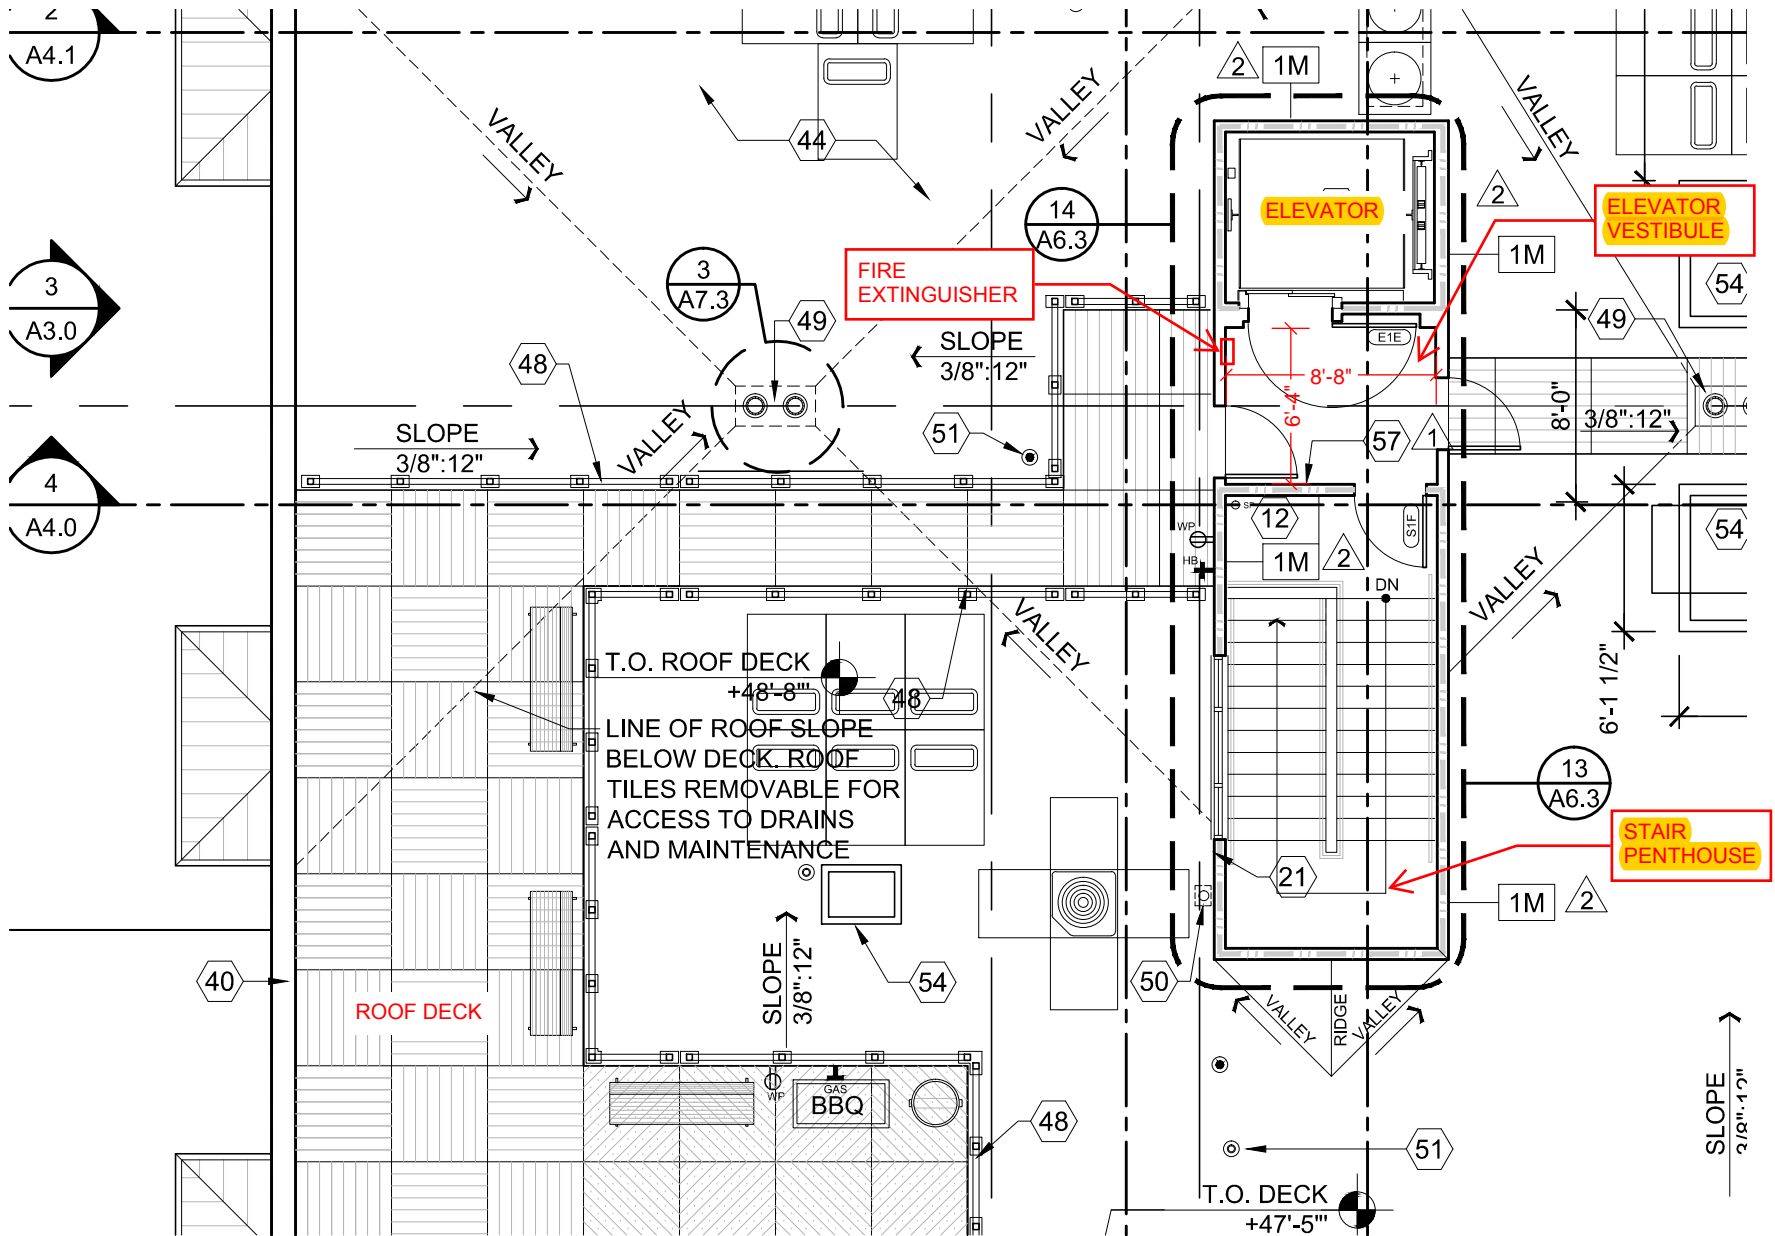 2
A4.1
3
A3.0
4
A4.0
VALLEY
44
VALLEY
2
1M
VALLEY
14
A6.3
ELEVATOR
2
ELEVATOR
VESTIBULE
1M
54
3
A7.3
49
FIRE
EXTINGUISHER
SLOPE
3/8":12"
E1E
49
48
8'-8"
6'-4"
8'-0"
3/8":12"
SLOPE
3/8":12"
VALLEY
51
57
1
12
S1F
54
WP
HB
1M
2
DN
VALLEY
VALLEY
T.O. ROOF DECK
+48'-8"
48
LINE OF ROOF SLOPE
BELOW DECK. ROOF
TILES REMOVABLE FOR
ACCESS TO DRAINS
AND MAINTENANCE
6'-1 1/2"
13
A6.3
STAIR
PENTHOUSE
21
1M
2
SLOPE
3/8":12"
54
50
40
ROOF DECK
VALLEY
RIDGE
VALLEY
WP
GAS
BBQ
48
51
SLOPE
3/8":12"
T.O. DECK
+47'-5"